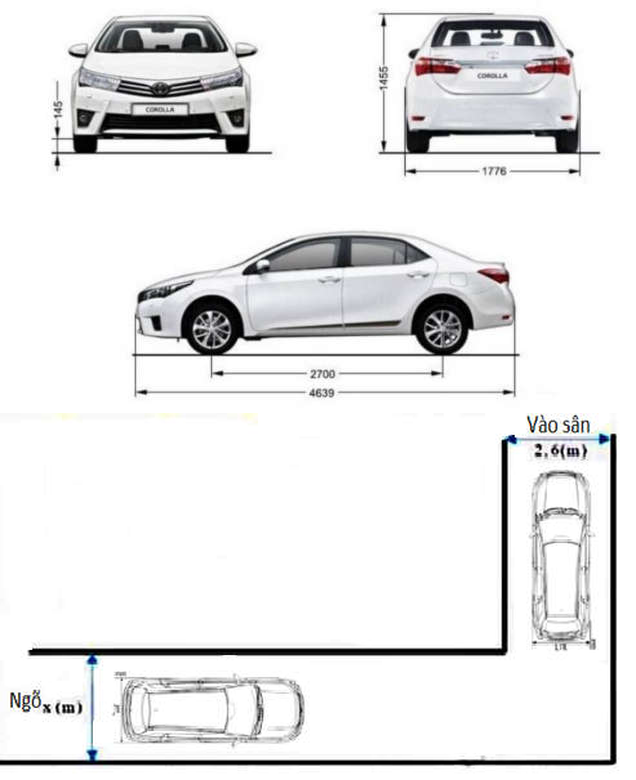 145
COROLLA
1455
COROLLA
1776
2700
4639
Vào sân
2,6(m)
Ngõ x (m)